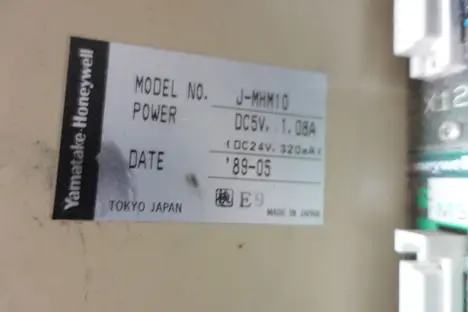 Yamatake-Honeywell
MODEL NO. J-MHM10
POWER DC5V, 1.08A
(DC24V, 320mA)
DATE '89-05
E9
TOKYO JAPAN
MADE IN JAPAN
X12